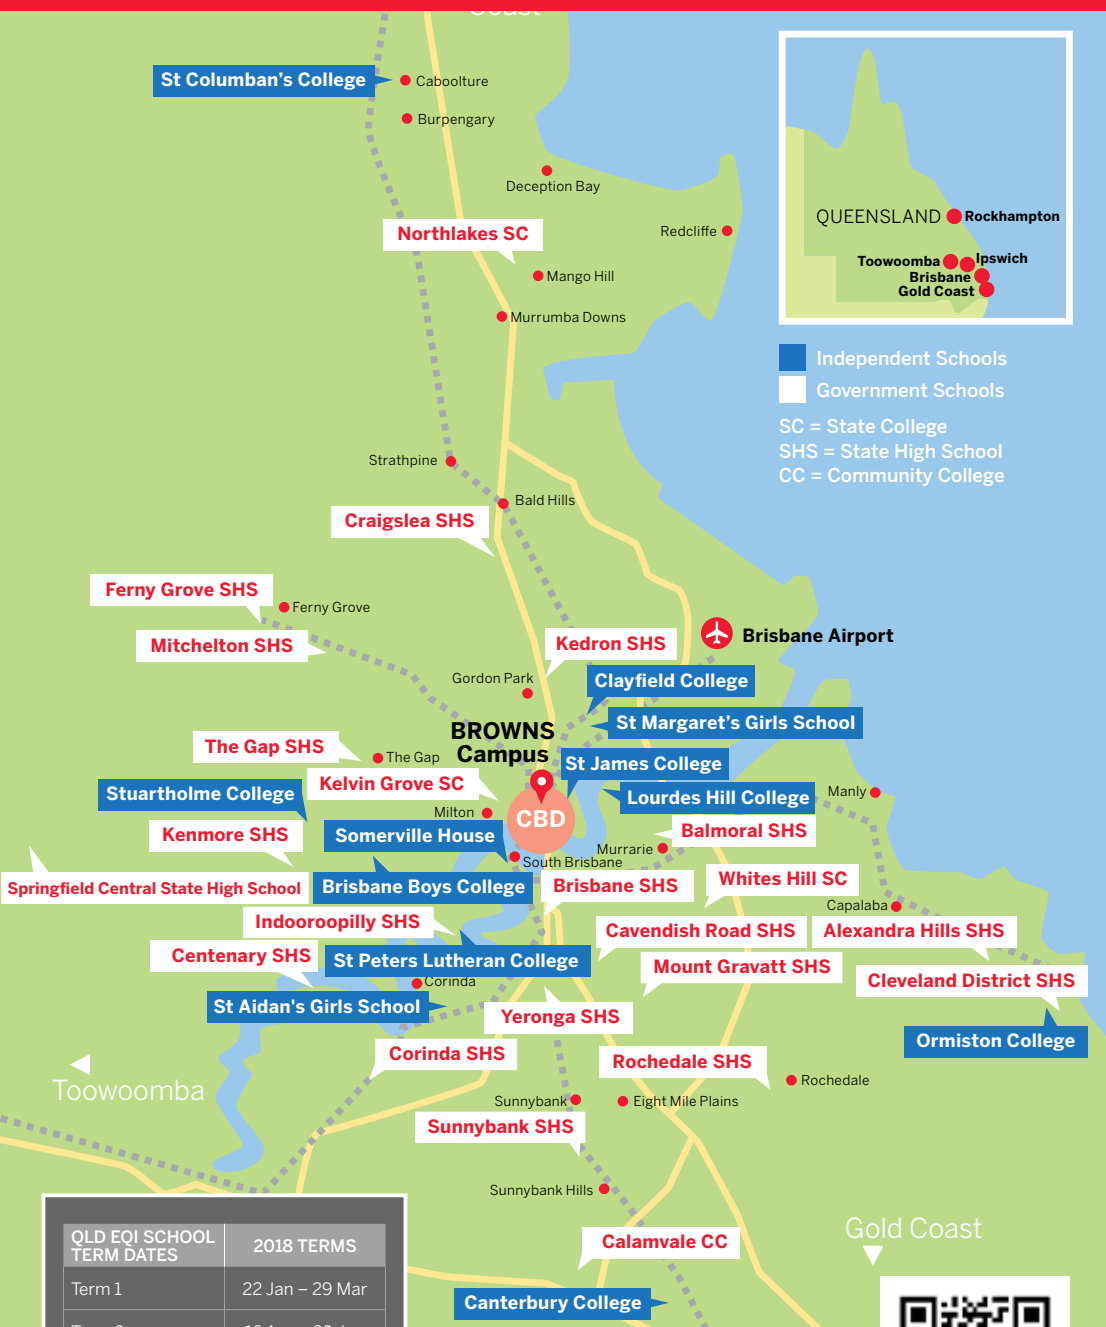 Coast
St Columban's College
Caboolture
Burpengary
Deception Bay
Northlakes SC
Redcliffe
Mango Hill
Murrumba Downs
QUEENSLAND
Rockhampton
Toowoomba
Ipswich
Brisbane
Gold Coast
Independent Schools
Government Schools
SC = State College
SHS = State High School
CC = Community College
Strathpine
Bald Hills
Craigslea SHS
Ferny Grove SHS
Ferny Grove
Mitchelton SHS
Kedron SHS
Brisbane Airport
Gordon Park
Clayfield College
St Margaret's Girls School
BROWNS
Campus
The Gap SHS
The Gap
St James College
Kelvin Grove SC
Stuartholme College
Lourdes Hill College
Manly
Milton
CBD
Kenmore SHS
Somerville House
Balmoral SHS
Murrarie
South Brisbane
Springfield Central State High School
Brisbane Boys College
Brisbane SHS
Whites Hill SC
Capalaba
Indooroopilly SHS
Cavendish Road SHS
Alexandra Hills SHS
Centenary SHS
St Peters Lutheran College
Mount Gravatt SHS
Cleveland District SHS
Corinda
St Aidan's Girls School
Yeronga SHS
Ormiston College
Corinda SHS
Rochedale SHS
Rochedale
Toowoomba
Sunnybank
Eight Mile Plains
Sunnybank SHS
Sunnybank Hills
Gold Coast
Calamvale CC
Canterbury College
QLD EQI SCHOOL
TERM DATES
2018 TERMS
Term 1
22 Jan – 29 Mar